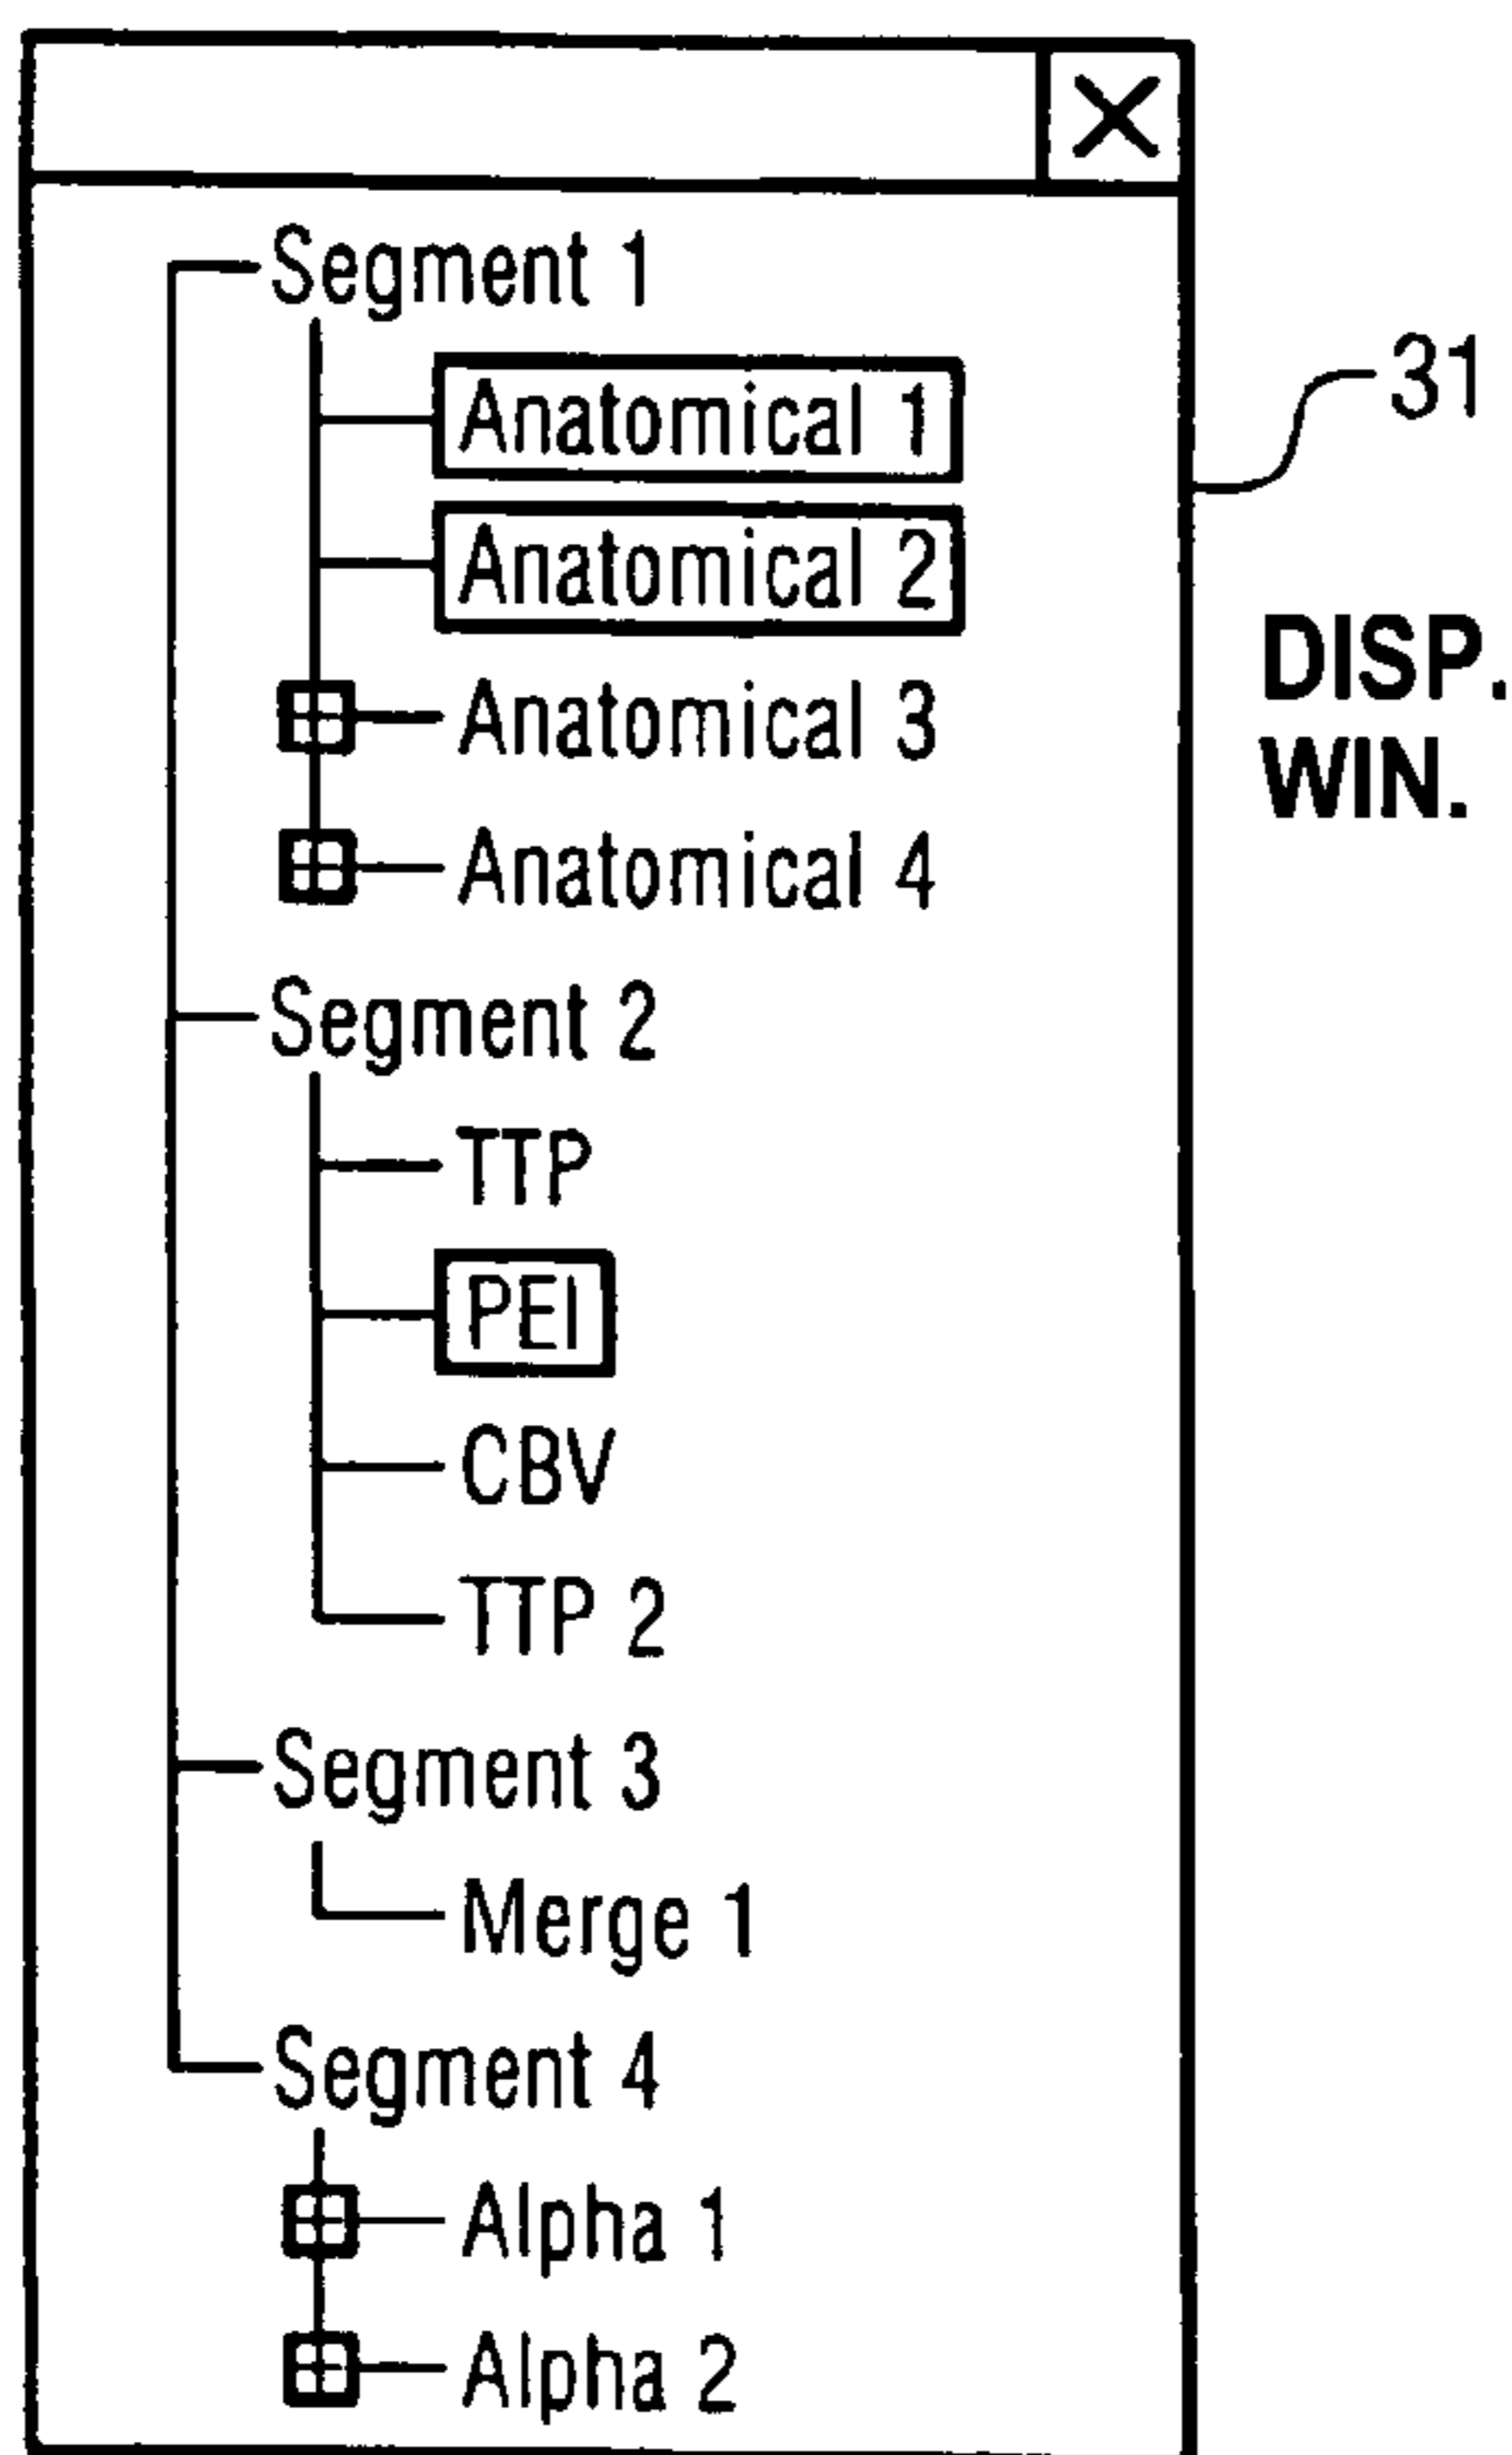 Segment 1
Anatomical 1
31
Anatomical 2
DISP.
WIN.
Anatomical 3
Anatomical 4
Segment 2
TTP
PEI
CBV
TTP 2
Segment 3
Merge 1
Segment 4
Alpha 1
Alpha 2